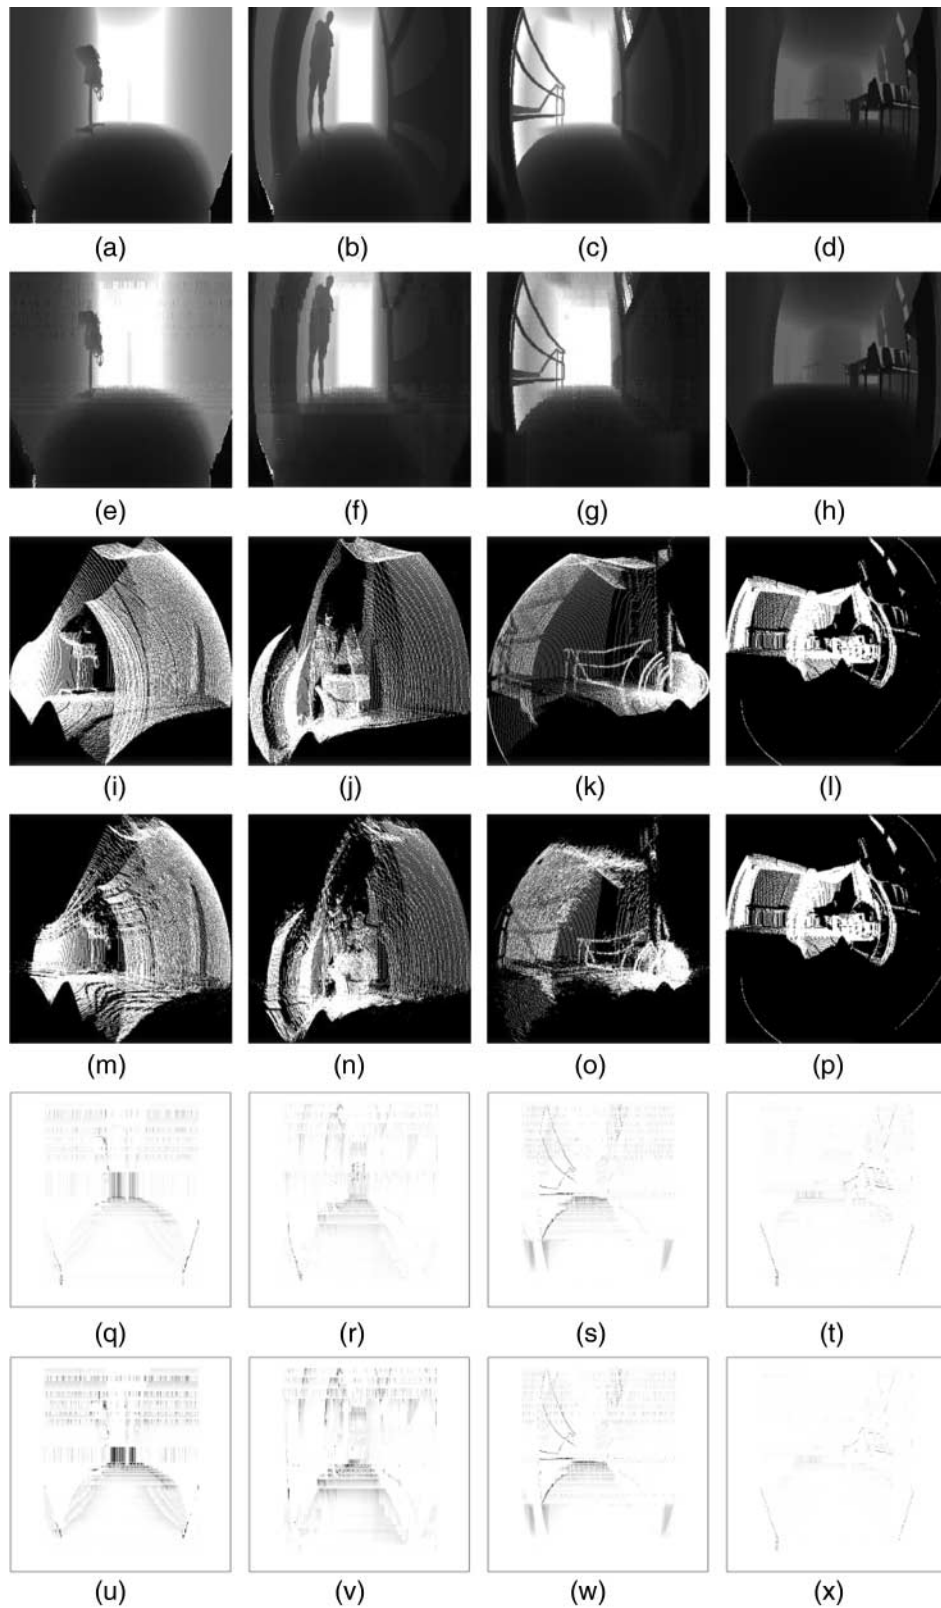 (a) (b) (c) (d)
(e) (f) (g) (h)
(i) (j) (k) (l)
(m) (n) (o) (p)
(q) (r) (s) (t)
(u) (v) (w) (x)